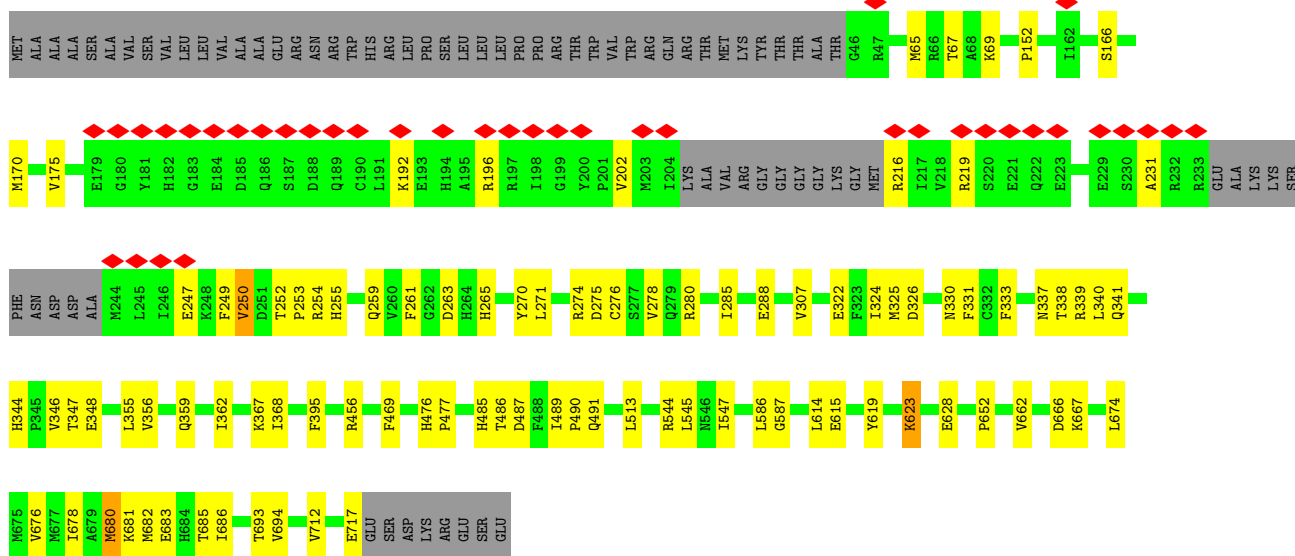 MET ALA ALA ALA SER ALA VAL SER VAL LEU LEU VAL ALA ALA GLU ARG ASN ARG TRP HIS ARG LEU PRO SER LEU LEU LEU PRO PRO ARG THR TRP VAL TRP ARG GLN ARG THR MET LYS TYR THR THR ALA THR G46 R47 M65 R66 T67 A68 K69 P152 I162 S166
M170 V175 E179 G180 Y181 H182 G183 E184 D185 Q186 S187 D188 Q189 C190 L191 K192 E193 H194 A195 R196 R197 I198 G199 Y200 P201 V202 M203 I204 LYS ALA VAL ARG GLY GLY GLY GLY LYS GLY MET R216 I217 V218 R219 S220 E221 Q222 E223 E229 S230 A231 R232 R233 GLU ALA LYS LYS SER
PHE ASN ASP ASP ALA M244 L245 I246 E247 K248 F249 V250 D251 T252 P253 R254 H255 Q259 V260 F261 G262 D263 H264 H265 Y270 L271 R274 D275 C276 S277 V278 Q279 R280 I285 E288 V307 E322 F323 I324 M325 D326 N330 F331 C332 F333 N337 T338 R339 L340 Q341
H344 P345 V346 T347 E348 L355 V356 Q359 I362 K367 I368 F395 R456 F469 H476 P477 H485 T486 D487 F488 I489 P490 Q491 L513 R544 L545 N546 I547 L586 G587 L614 E615 Y619 K623 E628 P652 V662 D666 K667 L674
M675 V676 M677 I678 A679 M680 K681 M682 E683 H684 T685 I686 T693 V694 V712 E717 GLU SER ASP LYS ARG GLU SER GLU